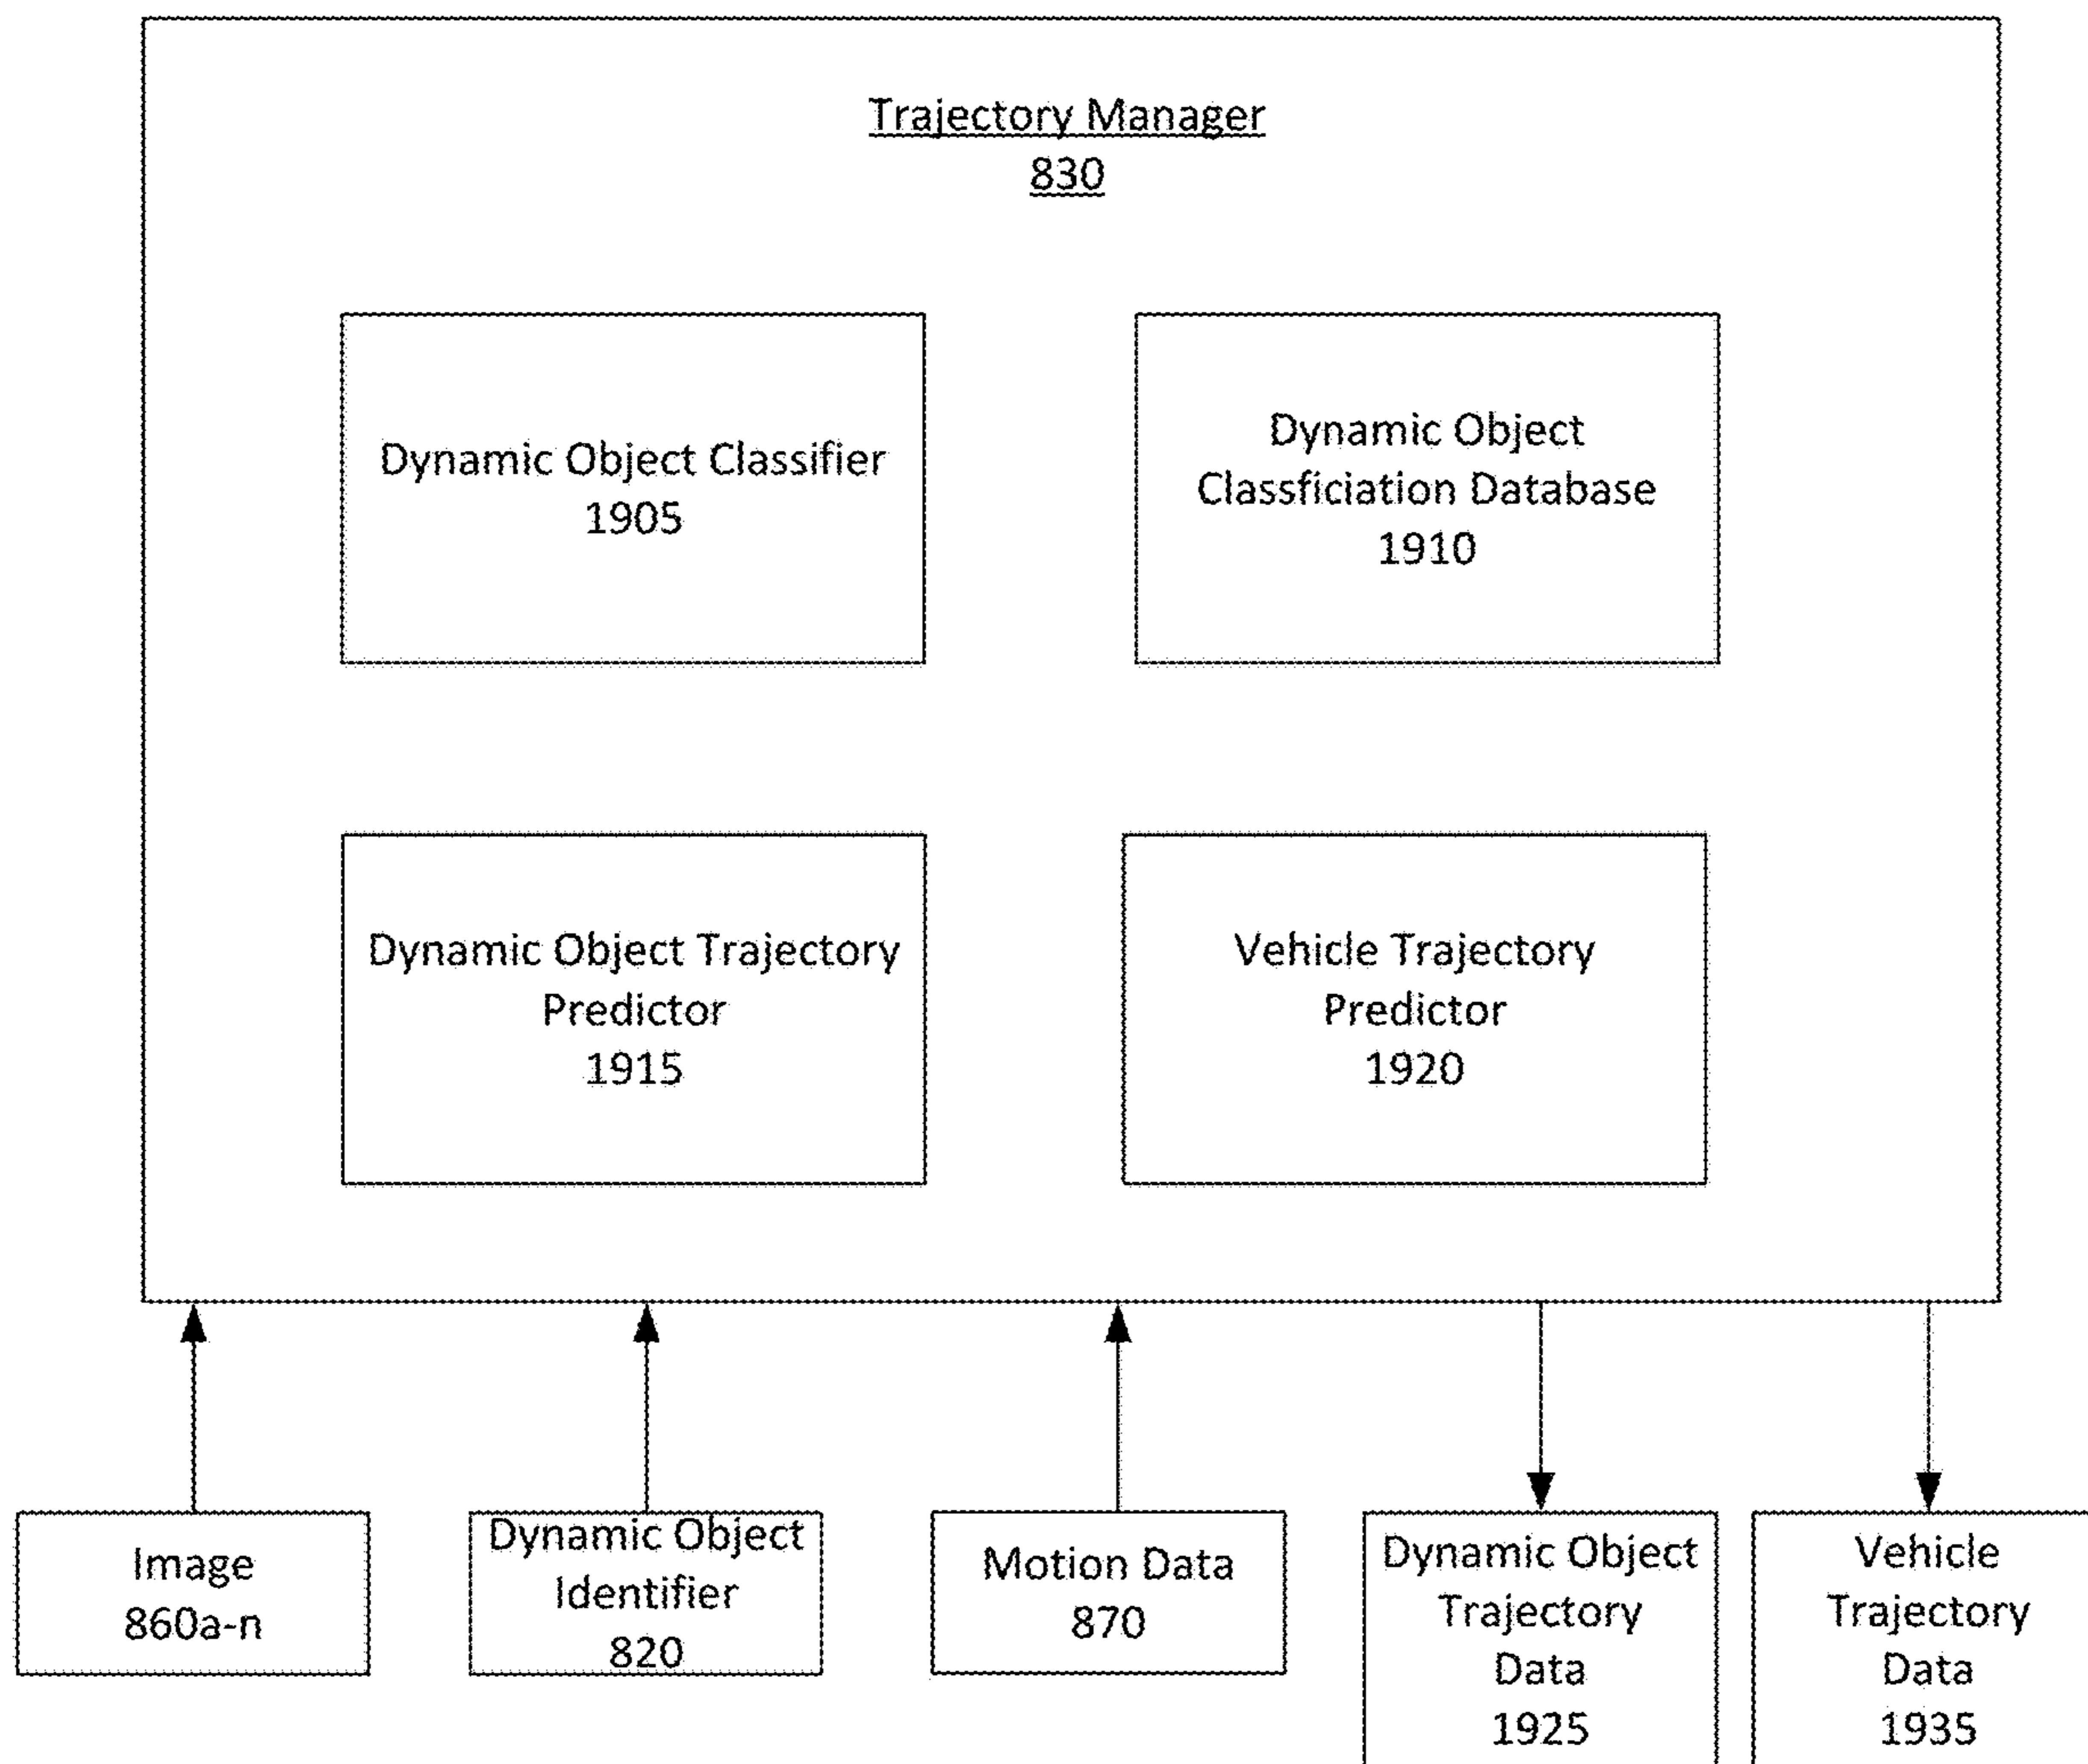 Trajectory Manager
830
Dynamic Object Classifier
1905
Dynamic Object
Classficiation Database
1910
Dynamic Object Trajectory
Predictor
1915
Vehicle Trajectory
Predictor
1920
Image
860a-n
Dynamic Object
Identifier
820
Motion Data
870
Dynamic Object
Trajectory
Data
1925
Vehicle
Trajectory
Data
1935